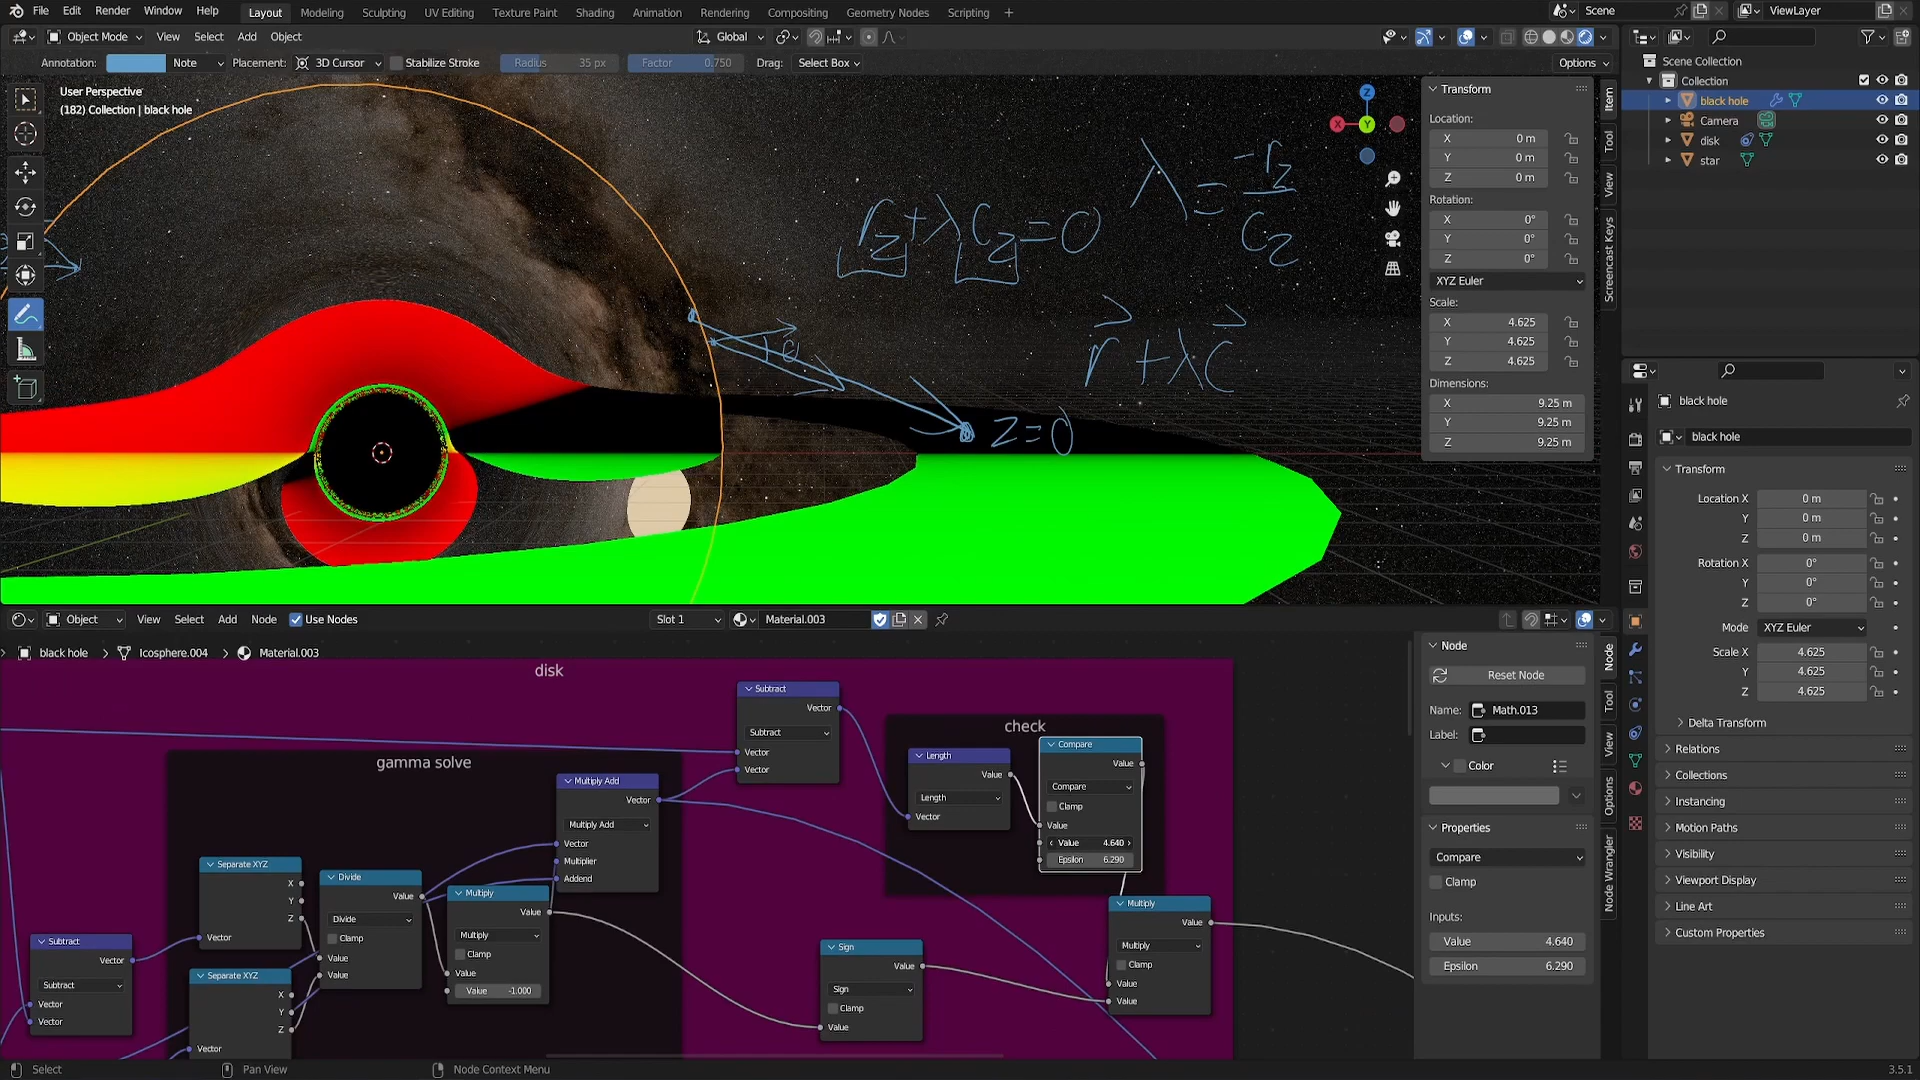 File Edit Render Window Help Layout Modeling Sculpting UV Editing Texture Paint Shading Animation Rendering Compositing Geometry Nodes Scripting + Scene ViewLayer
Object Mode View Select Add Object Global
Annotation: Note Placement: 3D Cursor Stabilize Stroke Radius 35 px Factor 0.750 Drag: Select Box Options
User Perspective
(182) Collection | black hole
Z
X Y
r_z + λ c_z = 0
λ = -r_z / c_z
r + λc
z = 0
Transform
Location:
X 0 m
Y 0 m
Z 0 m
Rotation:
X 0°
Y 0°
Z 0°
XYZ Euler
Scale:
X 4.625
Y 4.625
Z 4.625
Dimensions:
X 9.25 m
Y 9.25 m
Z 9.25 m
Item
Tool
View
Screencast Keys
Scene Collection
Collection
black hole
Camera
disk
star
black hole
black hole
Transform
Location X 0 m
Y 0 m
Z 0 m
Rotation X 0°
Y 0°
Z 0°
Mode XYZ Euler
Scale X 4.625
Y 4.625
Z 4.625
Delta Transform
Relations
Collections
Instancing
Motion Paths
Visibility
Viewport Display
Line Art
Custom Properties
Object View Select Add Node Use Nodes Slot 1 Material.003
black hole > Icosphere.004 > Material.003
disk
gamma solve
check
Subtract
Vector
Subtract
Vector
Vector
Length
Value
Length
Vector
Compare
Value
Compare
Clamp
Value
Value 4.640
Epsilon 6.290
Multiply Add
Vector
Multiply Add
Vector
Multiplier
Addend
Separate XYZ
X
Y
Z
Vector
Divide
Value
Divide
Clamp
Value
Value
Multiply
Value
Multiply
Clamp
Value
Value -1.000
Subtract
Vector
Subtract
Vector
Vector
Separate XYZ
X
Y
Z
Vector
Sign
Value
Sign
Clamp
Value
Multiply
Value
Multiply
Clamp
Value
Value
Node
Reset Node
Name: Math.013
Label:
Color
Properties
Compare
Clamp
Inputs:
Value 4.640
Epsilon 6.290
Node
Tool
View
Options
Node Wrangler
Select Pan View Node Context Menu 3.5.1